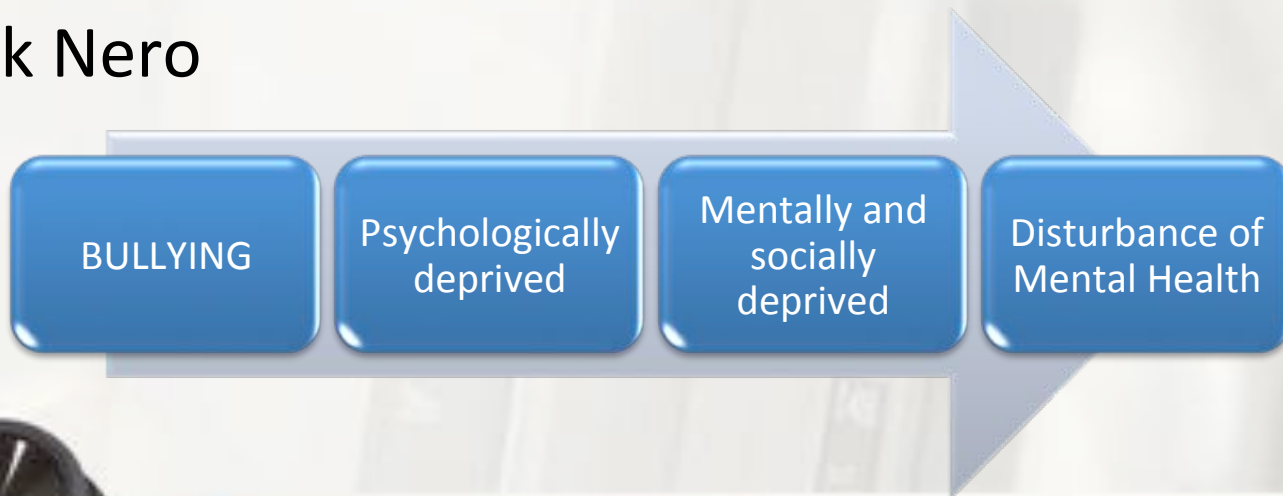 k Nero
BULLYING
Psychologically
deprived
Mentally and
socially
deprived
Disturbance of
Mental Health